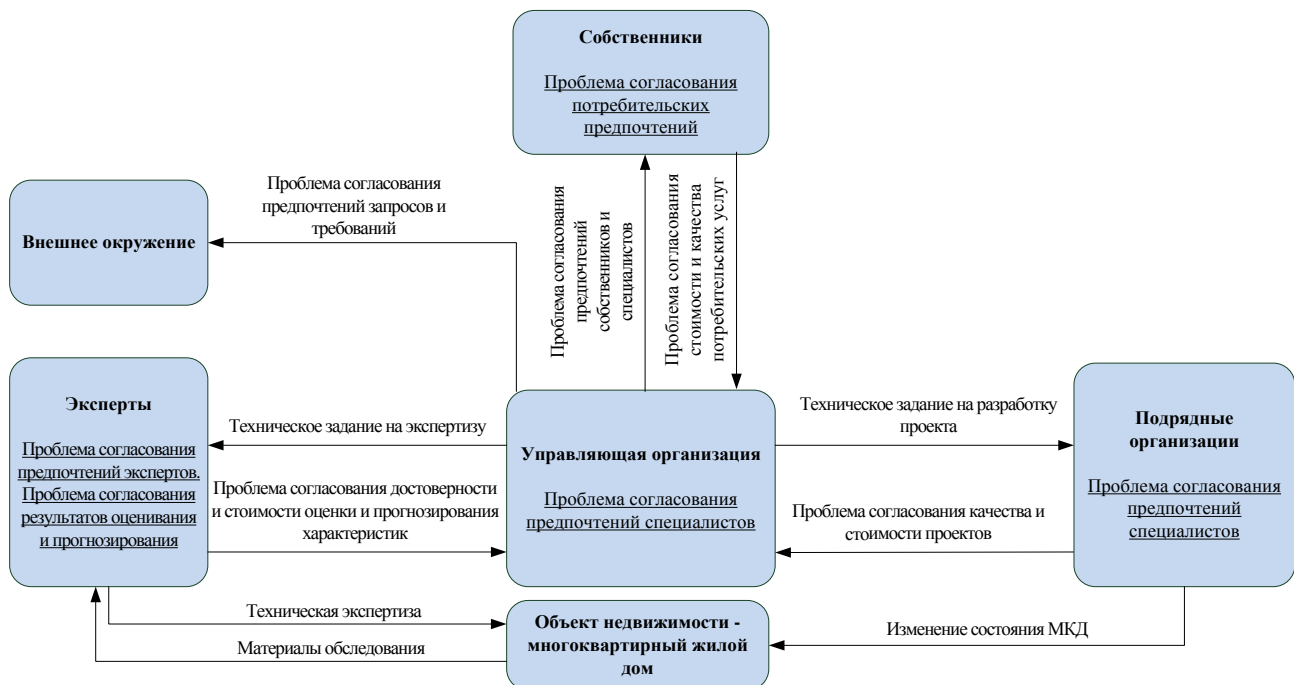 Собственники
Проблема согласования
потребительских
предпочтений
Проблема согласования
предпочтений запросов и
требований
Внешнее окружение
Проблема согласования
предпочтений
собственников и
специалистов
Проблема согласования
стоимости и качества
потребительских услуг
Эксперты
Проблема согласования
предпочтений экспертов.
Проблема согласования
результатов оценивания
и прогнозирования
Техническое задание на экспертизу
Проблема согласования достоверности
и стоимости оценки и прогнозирования
характеристик
Управляющая организация
Проблема согласования
предпочтений специалистов
Техническое задание на разработку
проекта
Проблема согласования качества и
стоимости проектов
Подрядные
организации
Проблема согласования
предпочтений
специалистов
Техническая экспертиза
Материалы обследования
Объект недвижимости -
многоквартирный жилой
дом
Изменение состояния МКД